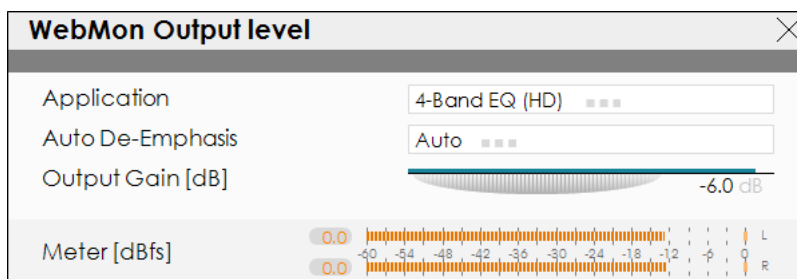 WebMon Output level
Application
4-Band EQ (HD)
Auto De-Emphasis
Auto
Output Gain [dB]
-6.0 dB
Meter [dBfs]
0.0
L
-60 -54 -48 -42 -36 -30 -24 -18 -12 -6 0
0.0
R